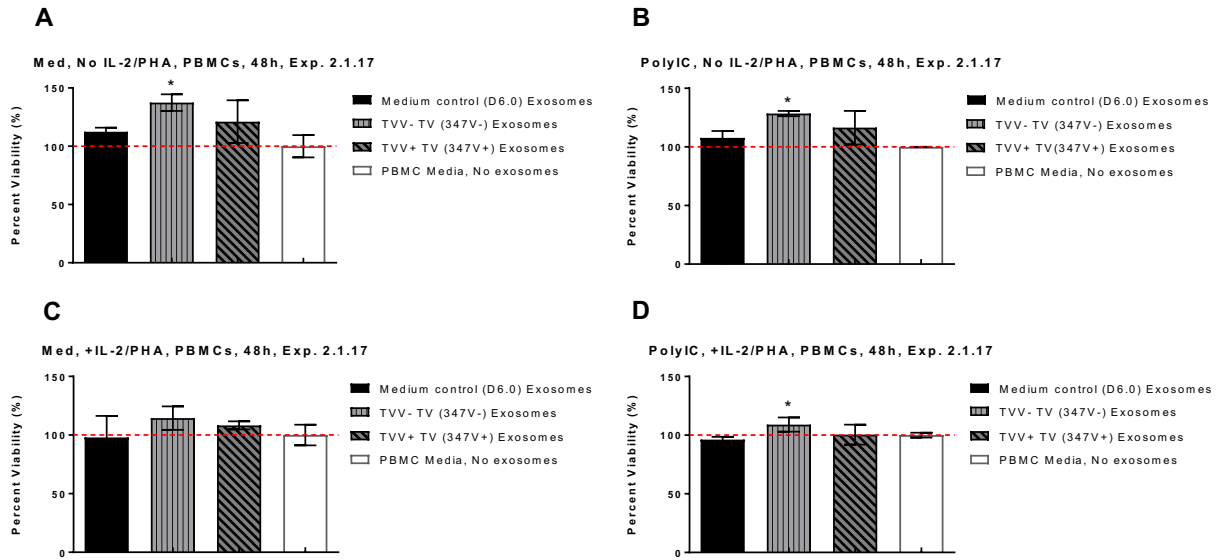 A
Med, No IL-2/PHA, PBMCs, 48h, Exp. 2.1.17
Percent Viability (%)
150
100
50
0
*
Medium control (D6.0) Exosomes
TVV- TV (347V-) Exosomes
TVV+ TV(347V+) Exosomes
PBMC Media, No exosomes
B
PolyIC, No IL-2/PHA, PBMCs, 48h, Exp. 2.1.17
Percent Viability (%)
150
100
50
0
*
Medium control (D6.0) Exosomes
TVV- TV (347V-) Exosomes
TVV+ TV (347V+) Exosomes
PBMC Media, No exosomes
C
Med, +IL-2/PHA, PBMCs, 48h, Exp. 2.1.17
Percent Viability (%)
150
100
50
0
Medium control (D6.0) Exosomes
TVV- TV (347V-) Exosomes
TVV+ TV (347V+) Exosomes
PBMC Media, No exosomes
D
PolyIC, +IL-2/PHA, PBMCs, 48h, Exp. 2.1.17
Percent Viability (%)
150
100
50
0
*
Medium control (D6.0) Exosomes
TVV- TV (347V-) Exosomes
TVV+ TV (347V+) Exosomes
PBMC Media, No exosomes